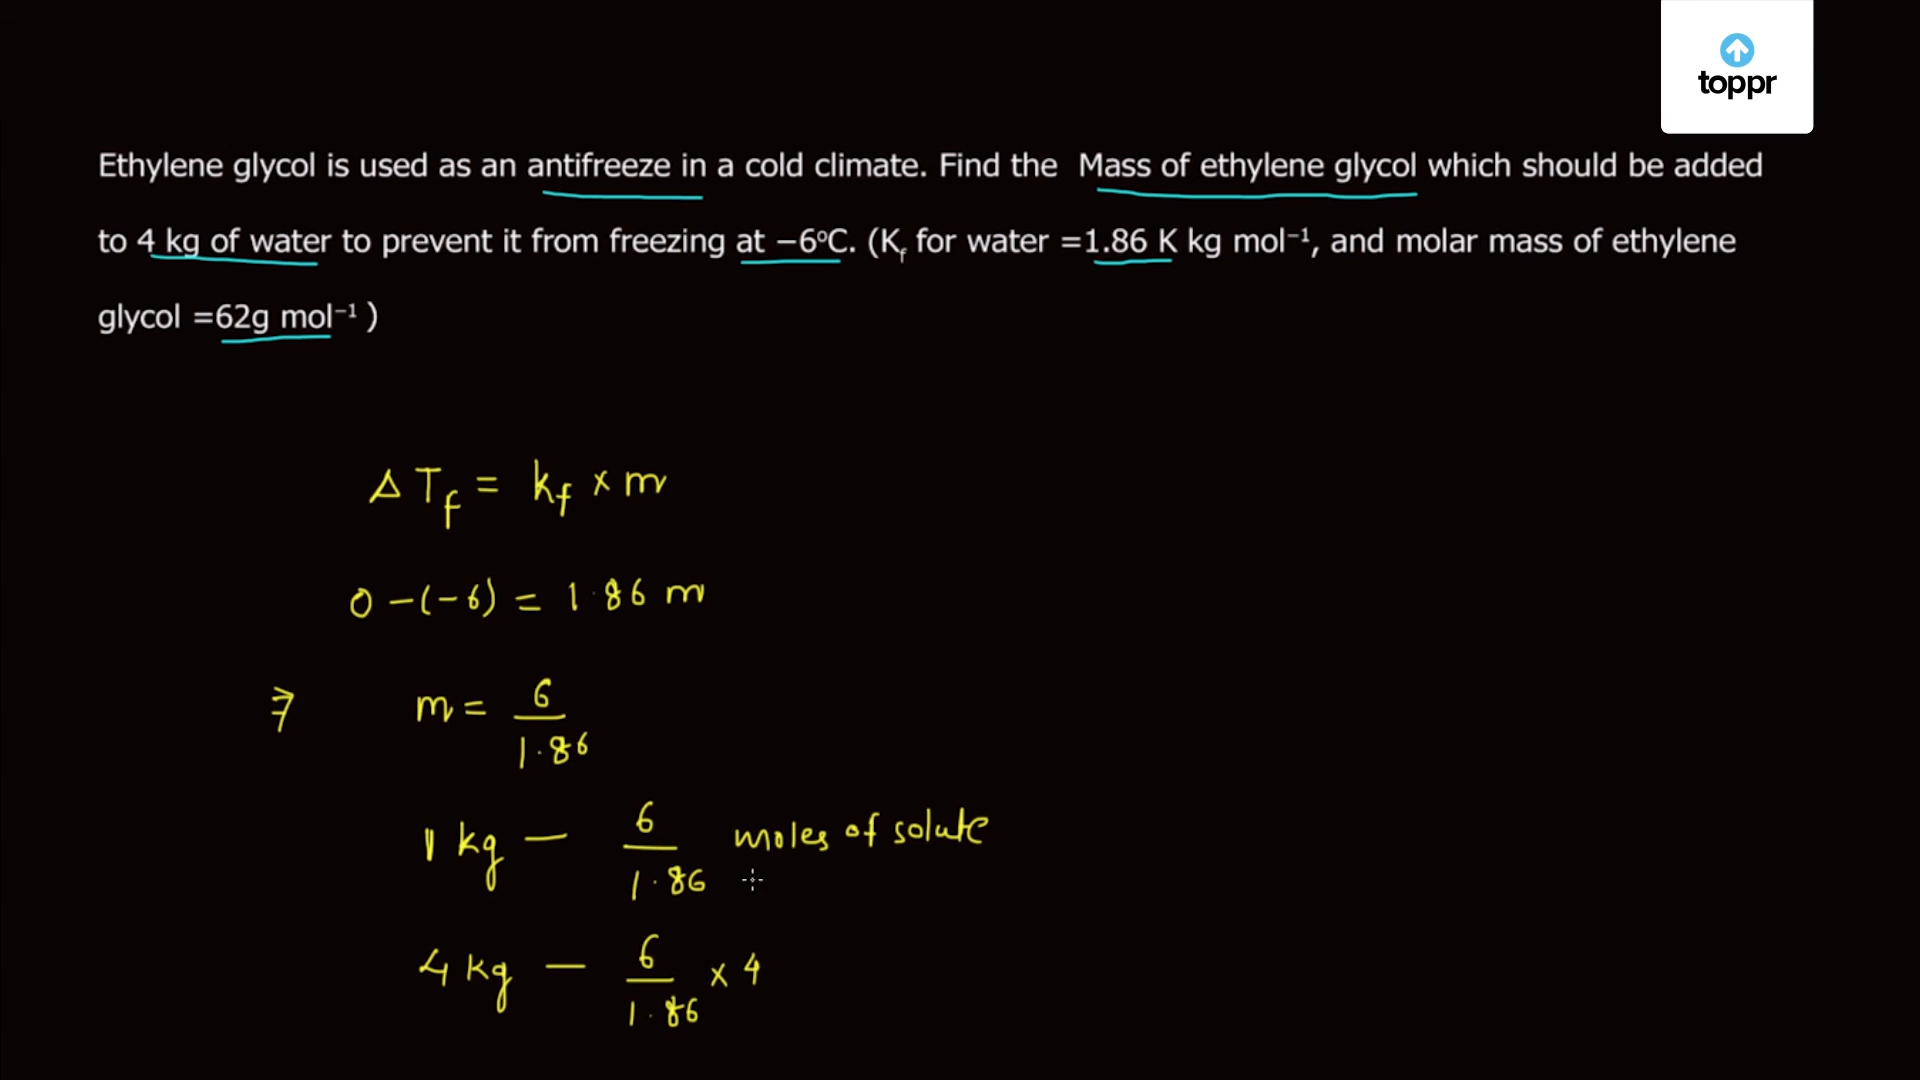 toppr
Ethylene glycol is used as an antifreeze in a cold climate. Find the Mass of ethylene glycol which should be added
to 4 kg of water to prevent it from freezing at −6°C. (K_f for water =1.86 K kg mol⁻¹, and molar mass of ethylene
glycol =62g mol⁻¹ )
Δ T_f = k_f × m
0 − (−6) = 1.86 m
⇒ m = 6/1.86
1 kg — 6/1.86 moles of solute
4 kg — 6/1.86 × 4